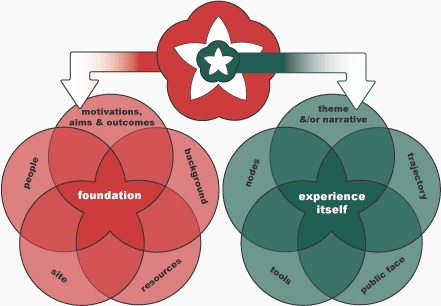 motivations,
aims & outcomes
people
background
foundation
site
resources
theme
&/or narrative
nodes
trajectory
experience
itself
tools
public face